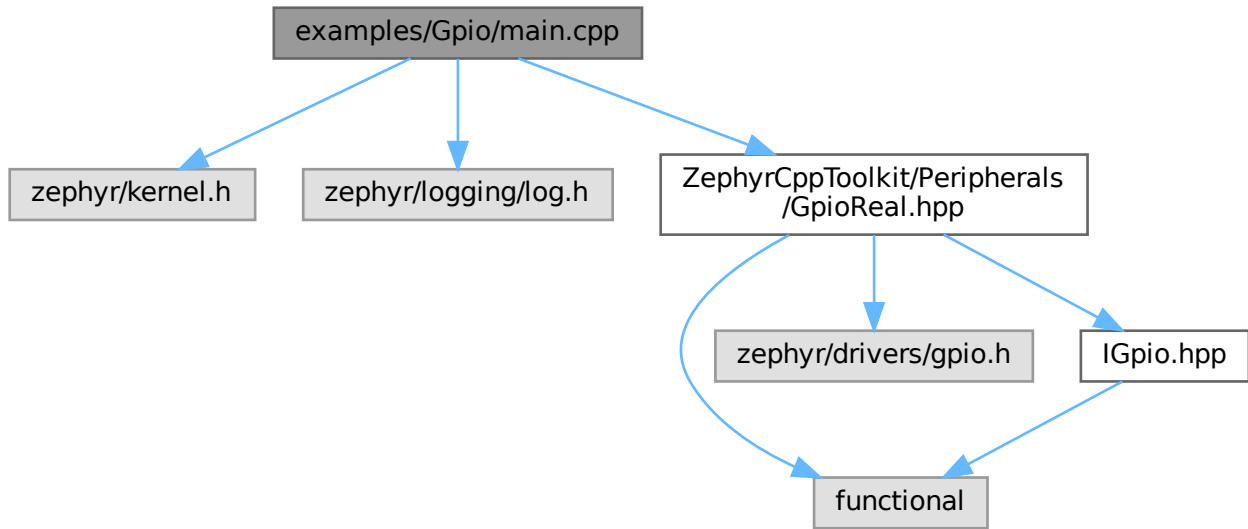 examples/Gpio/main.cpp
zephyr/kernel.h
zephyr/logging/log.h
ZephyrCppToolkit/Peripherals
/GpioReal.hpp
zephyr/drivers/gpio.h
IGpio.hpp
functional